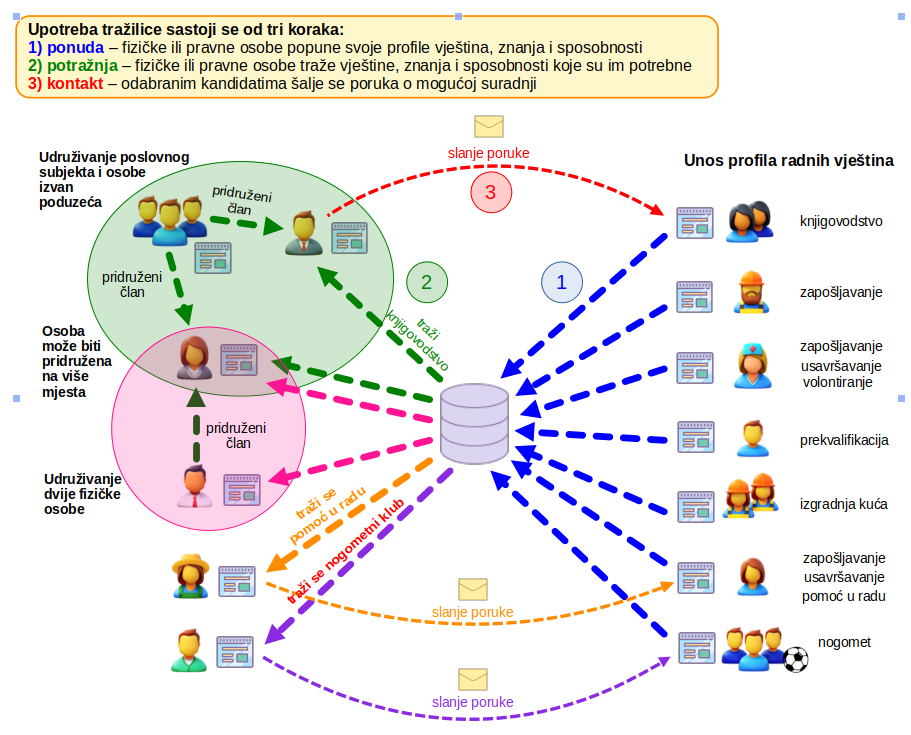 Upotreba tražilice sastoji se od tri koraka:
1) ponuda – fizičke ili pravne osobe popune svoje profile vještina, znanja i sposobnosti
2) potražnja – fizičke ili pravne osobe traže vještine, znanja i sposobnosti koje su im potrebne
3) kontakt – odabranim kandidatima šalje se poruka o mogućoj suradnji
slanje poruke
3
Udruživanje poslovnog
subjekta i osobe
izvan
poduzeća
pridruženi
član
pridruženi
član
2
1
traži
knjigovodstvo
Osoba
može biti
pridružena
na više
mjesta
pridruženi
član
Udruživanje
dvije fizičke
osobe
traži se
pomoć u radu
traži se nogometni klub
slanje poruke
slanje poruke
Unos profila radnih vještina
knjigovodstvo
zapošljavanje
zapošljavanje
usavršavanje
volontiranje
prekvalifikacija
izgradnja kuća
zapošljavanje
usavršavanje
pomoć u radu
nogomet